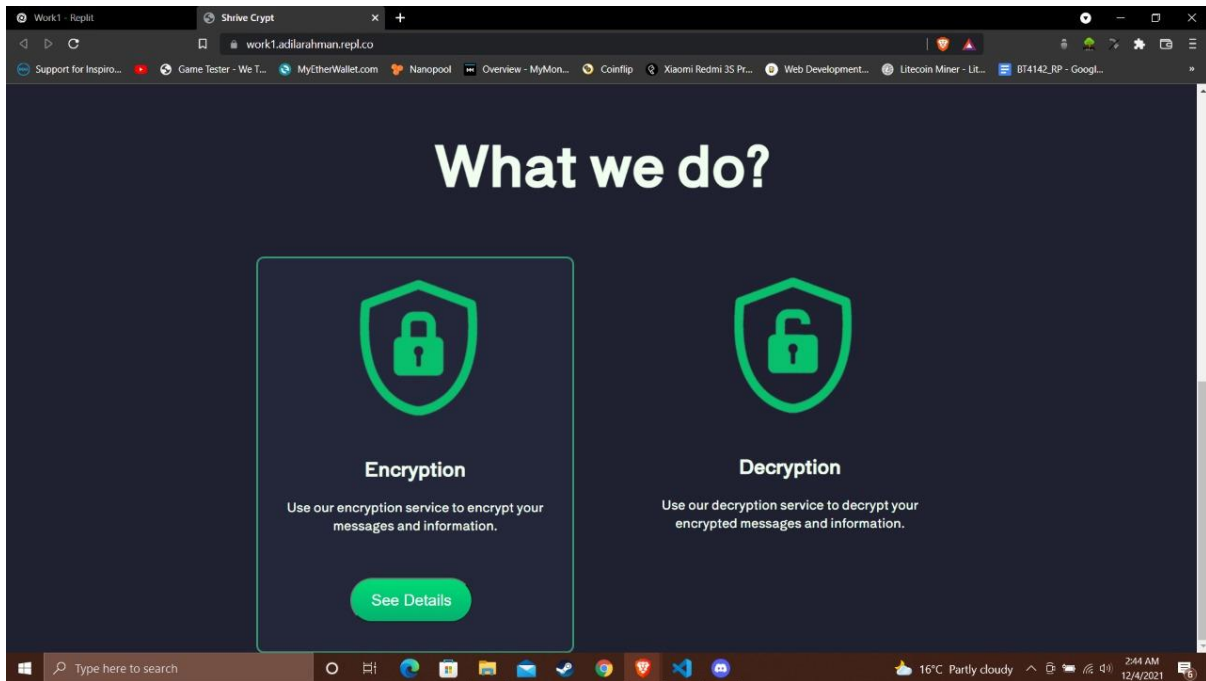 Work1 - Replit
Shrive Crypt
work1.adilarahman.repl.co
Support for Inspiro...
Game Tester - We T...
MyEtherWallet.com
Nanopool
Overview - MyMon...
Coinflip
Xiaomi Redmi 3S Pr...
Web Development...
Litecoin Miner - Lit...
BT4142_RP - Googl...
»
What we do?
Encryption
Use our encryption service to encrypt your
messages and information.
See Details
Decryption
Use our decryption service to decrypt your
encrypted messages and information.
Type here to search
16°C Partly cloudy
2:44 AM
12/4/2021
6